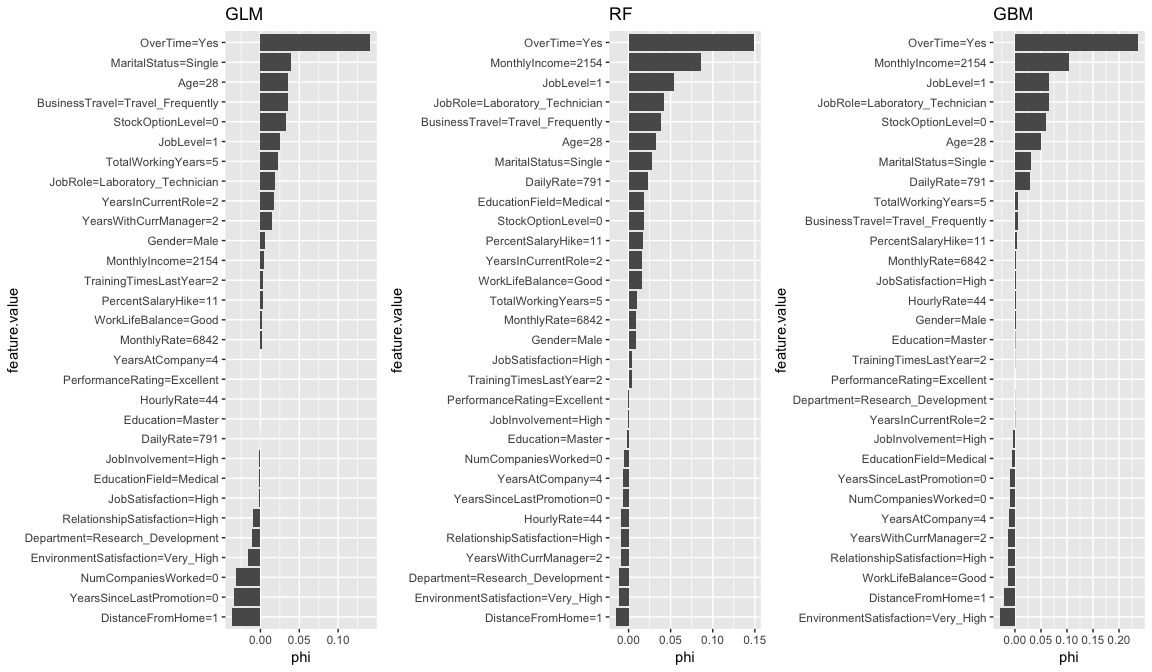 GLM
feature.value
OverTime=Yes
MaritalStatus=Single
Age=28
BusinessTravel=Travel_Frequently
StockOptionLevel=0
JobLevel=1
TotalWorkingYears=5
JobRole=Laboratory_Technician
YearsInCurrentRole=2
YearsWithCurrManager=2
Gender=Male
MonthlyIncome=2154
TrainingTimesLastYear=2
PercentSalaryHike=11
WorkLifeBalance=Good
MonthlyRate=6842
YearsAtCompany=4
PerformanceRating=Excellent
HourlyRate=44
Education=Master
DailyRate=791
JobInvolvement=High
EducationField=Medical
JobSatisfaction=High
RelationshipSatisfaction=High
Department=Research_Development
EnvironmentSatisfaction=Very_High
NumCompaniesWorked=0
YearsSinceLastPromotion=0
DistanceFromHome=1
0.00 0.05 0.10
phi
RF
feature.value
OverTime=Yes
MonthlyIncome=2154
JobLevel=1
JobRole=Laboratory_Technician
BusinessTravel=Travel_Frequently
Age=28
MaritalStatus=Single
DailyRate=791
EducationField=Medical
StockOptionLevel=0
PercentSalaryHike=11
YearsInCurrentRole=2
WorkLifeBalance=Good
TotalWorkingYears=5
MonthlyRate=6842
Gender=Male
JobSatisfaction=High
TrainingTimesLastYear=2
PerformanceRating=Excellent
JobInvolvement=High
Education=Master
NumCompaniesWorked=0
YearsAtCompany=4
YearsSinceLastPromotion=0
HourlyRate=44
RelationshipSatisfaction=High
YearsWithCurrManager=2
Department=Research_Development
EnvironmentSatisfaction=Very_High
DistanceFromHome=1
0.00 0.05 0.10 0.15
phi
GBM
feature.value
OverTime=Yes
MonthlyIncome=2154
JobLevel=1
JobRole=Laboratory_Technician
StockOptionLevel=0
Age=28
MaritalStatus=Single
DailyRate=791
TotalWorkingYears=5
BusinessTravel=Travel_Frequently
PercentSalaryHike=11
MonthlyRate=6842
JobSatisfaction=High
HourlyRate=44
Gender=Male
Education=Master
TrainingTimesLastYear=2
PerformanceRating=Excellent
Department=Research_Development
YearsInCurrentRole=2
JobInvolvement=High
EducationField=Medical
YearsSinceLastPromotion=0
NumCompaniesWorked=0
YearsAtCompany=4
YearsWithCurrManager=2
RelationshipSatisfaction=High
WorkLifeBalance=Good
DistanceFromHome=1
EnvironmentSatisfaction=Very_High
0.00 0.05 0.10 0.15 0.20
phi